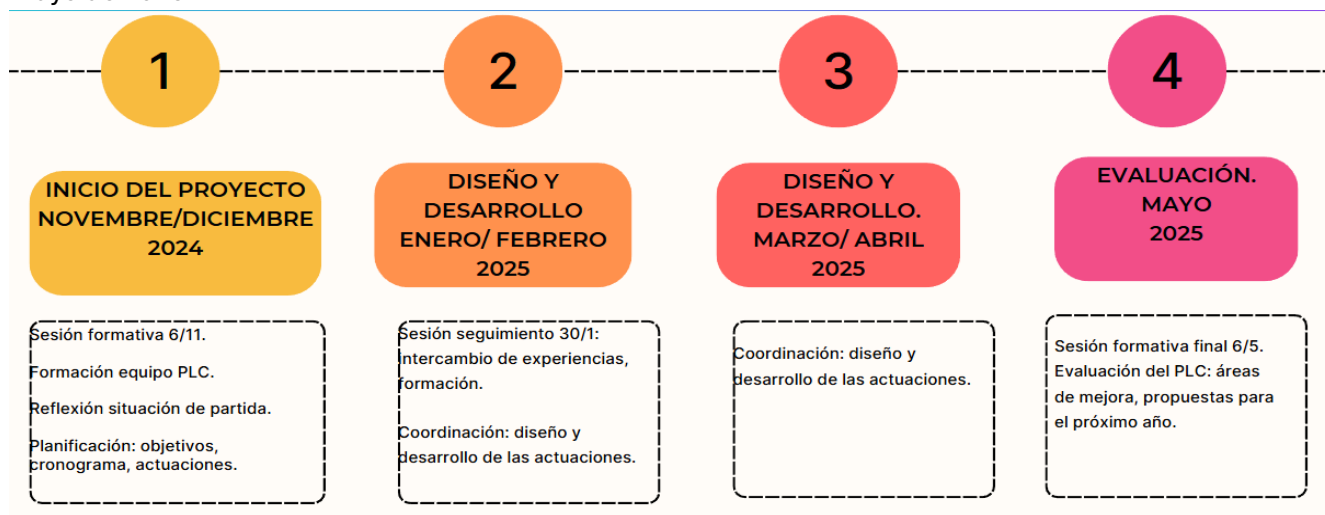 1
2
3
4
INICIO DEL PROYECTO
NOVEMBRE/DICIEMBRE
2024
DISEÑO Y
DESARROLLO
ENERO/ FEBRERO
2025
DISEÑO Y
DESARROLLO.
MARZO/ ABRIL
2025
EVALUACIÓN.
MAYO
2025
Sesión formativa 6/11.
Formación equipo PLC.
Reflexión situación de partida.
Planificación: objetivos,
cronograma, actuaciones.
Sesión seguimiento 30/1:
intercambio de experiencias,
formación.
Coordinación: diseño y
desarrollo de las actuaciones.
Coordinación: diseño y
desarrollo de las actuaciones.
Sesión formativa final 6/5.
Evaluación del PLC: áreas
de mejora, propuestas para
el próximo año.